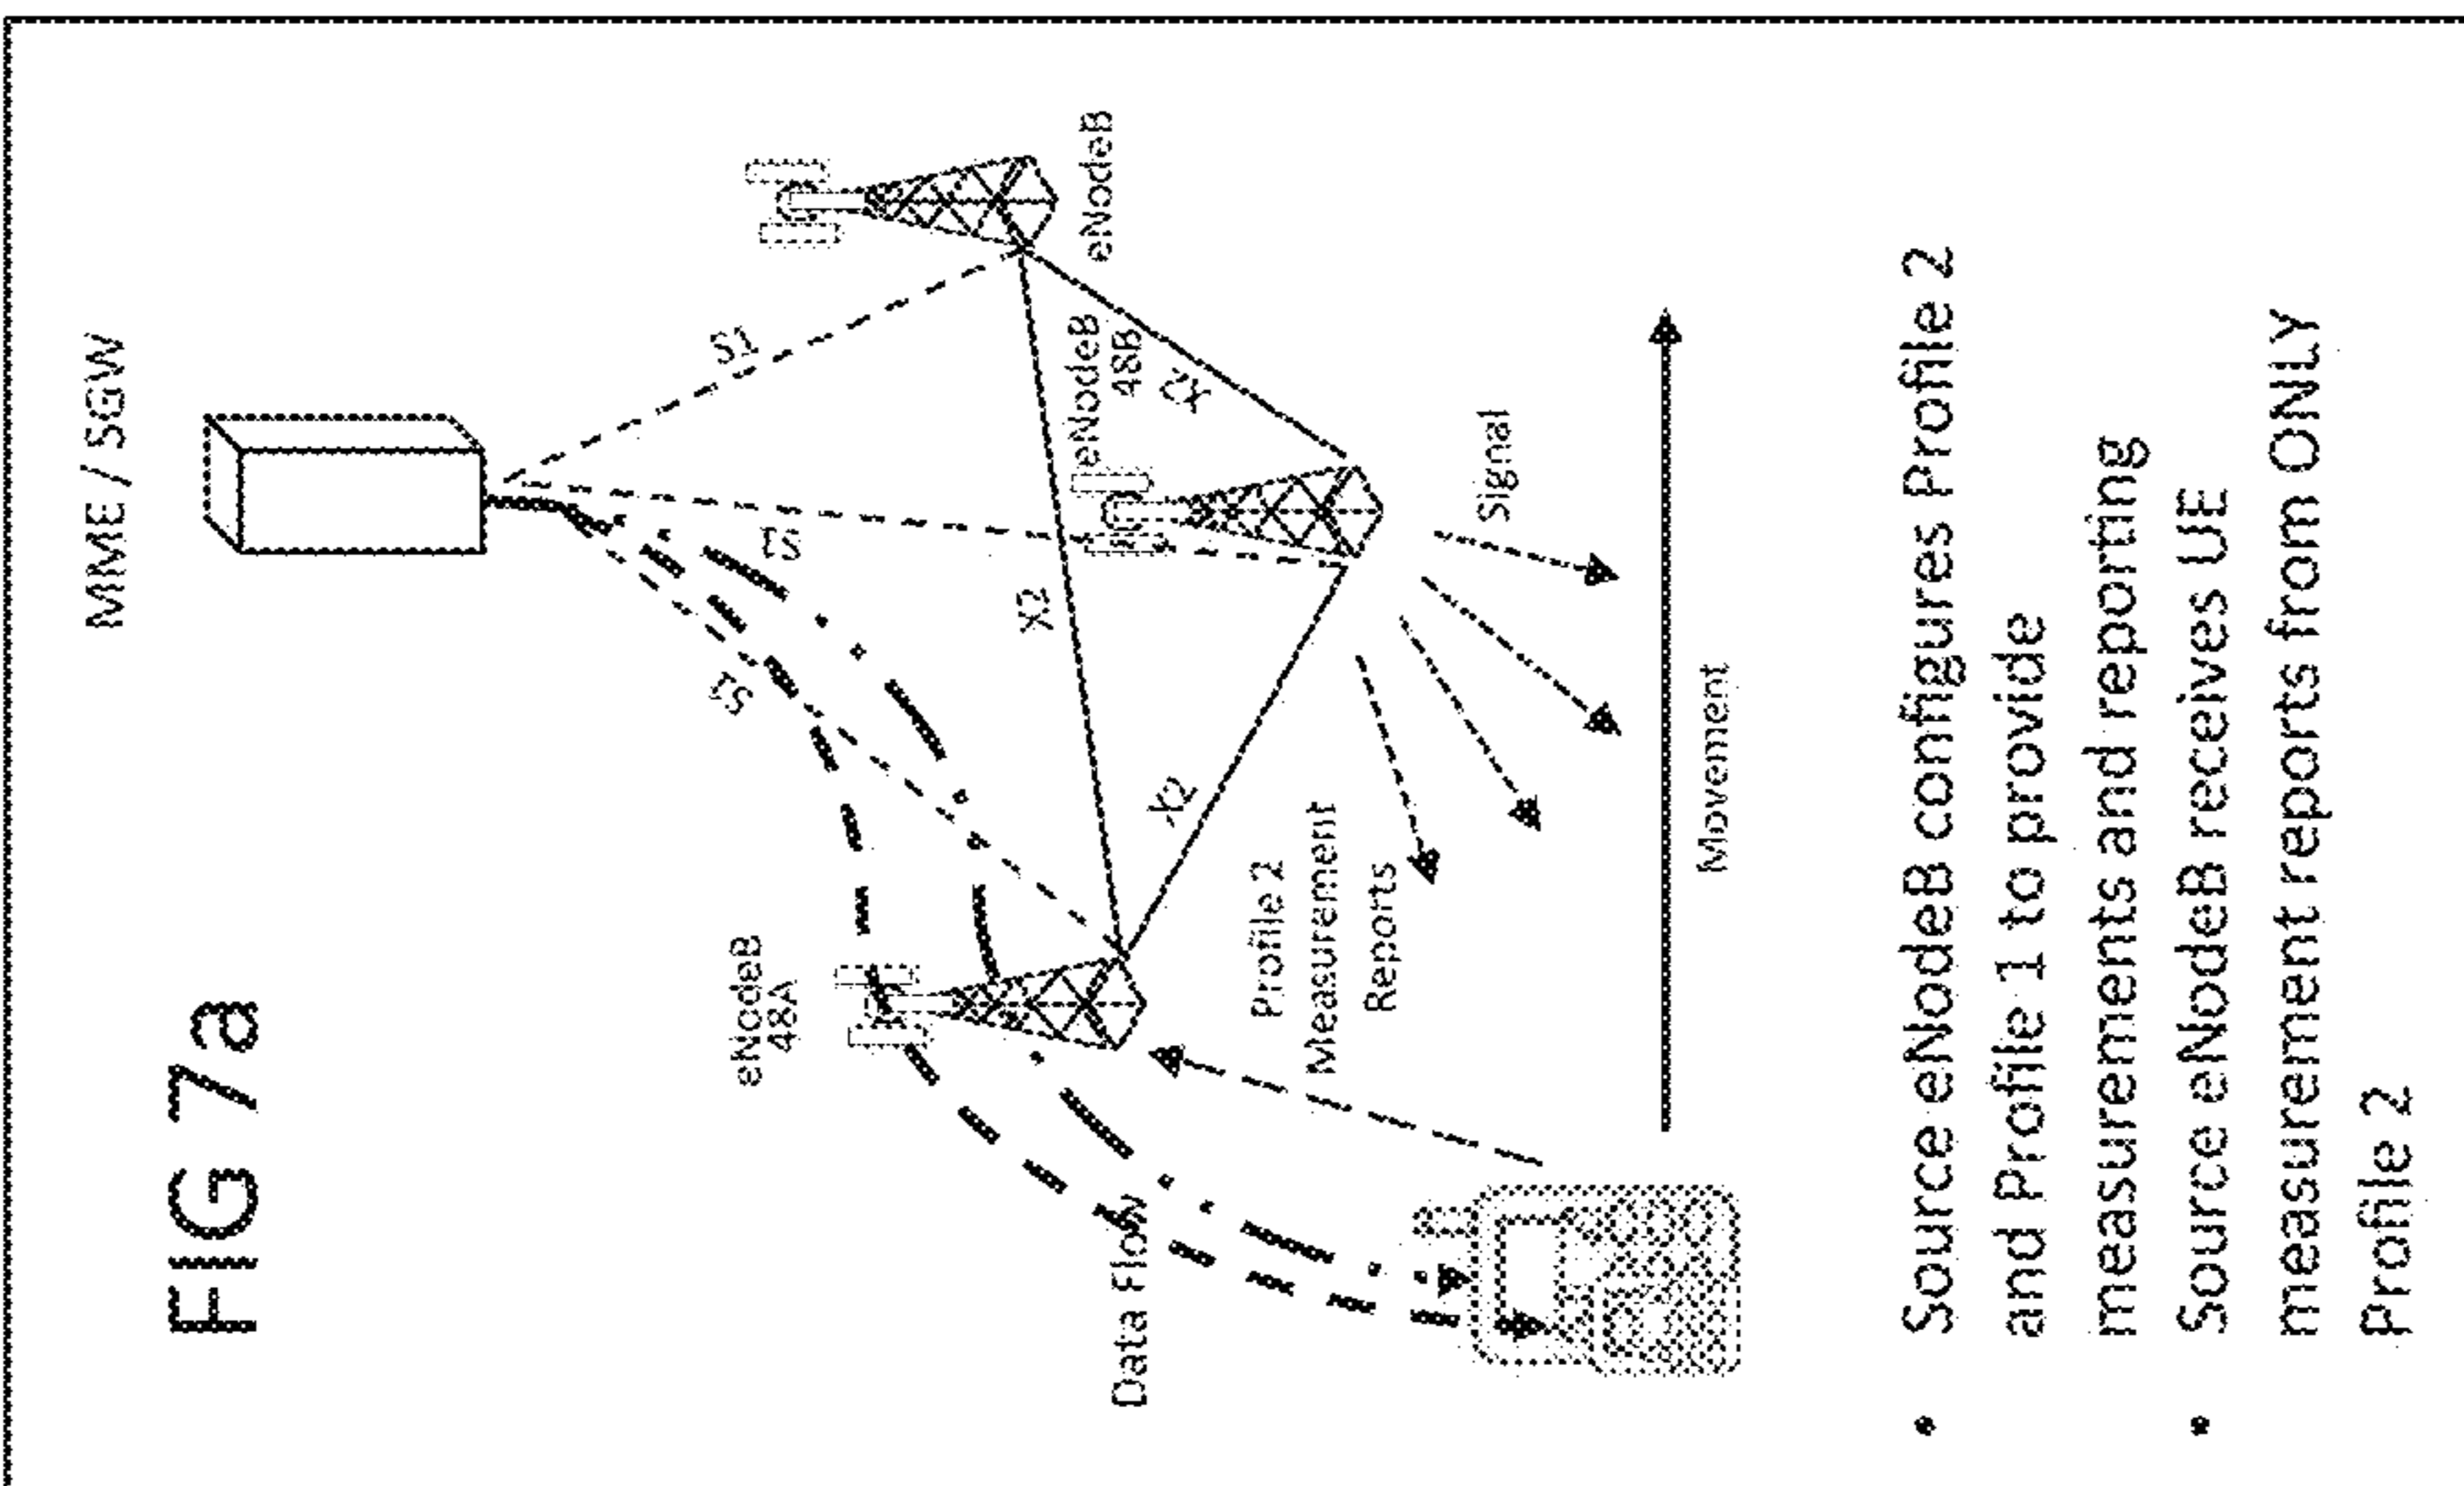 FIG 7a
MME / SGW
S1
S1
S1
eNodeB
48A
X2
eNodeB
eNodeB
48B
X2
X2
Data Flow
Profile 2
Measurement
Reports
Signal
Movement
• Source eNodeB configures Profile 2
and Profile 1 to provide
measurements and reporting
• Source eNodeB receives UE
measurement reports from ONLY
Profile 2